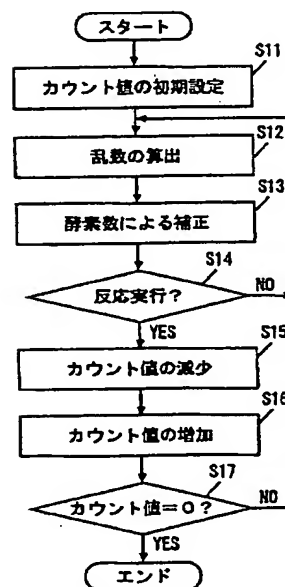 スタート
S11
カウント値の初期設定
S12
乱数の算出
S13
酵素数による補正
S14
反応実行?
NO
YES
S15
カウント値の減少
S16
カウント値の増加
S17
カウント値=0?
NO
YES
エンド